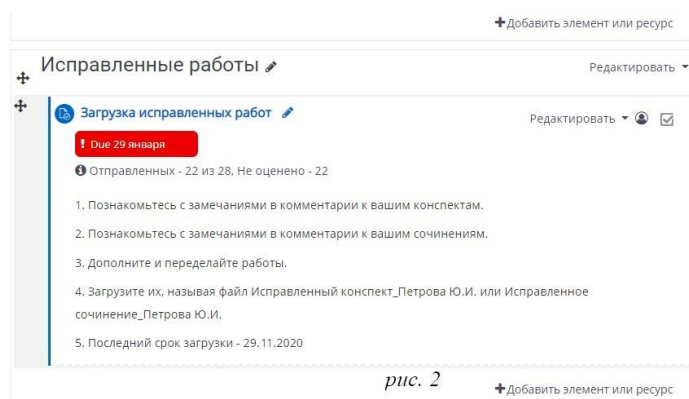 Добавить элемент или ресурс
Исправленные работы
Редактировать
Загрузка исправленных работ
Редактировать
! Due 29 января
Отправленных - 22 из 28, Не оценено - 22
1. Познакомьтесь с замечаниями в комментарии к вашим конспектам.
2. Познакомьтесь с замечаниями в комментарии к вашим сочинениям.
3. Дополните и переделайте работы.
4. Загрузите их, называя файл Исправленный конспект_Петрова Ю.И. или Исправленное
сочинение_Петрова Ю.И.
5. Последний срок загрузки - 29.11.2020
рис. 2
Добавить элемент или ресурс